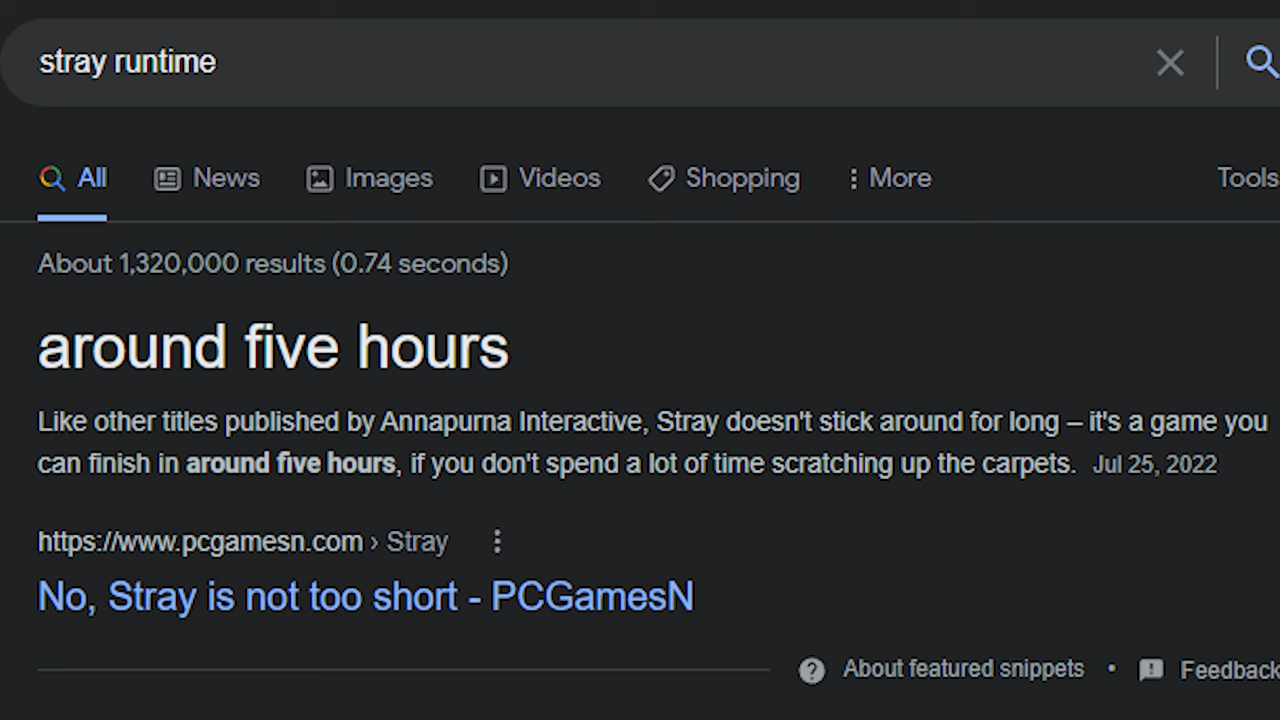 stray runtime
All News Images Videos Shopping More Tools
About 1,320,000 results (0.74 seconds)
around five hours
Like other titles published by Annapurna Interactive, Stray doesn't stick around for long – it's a game you
can finish in around five hours, if you don't spend a lot of time scratching up the carpets. Jul 25, 2022
https://www.pcgamesn.com › Stray
No, Stray is not too short - PCGamesN
About featured snippets • Feedback